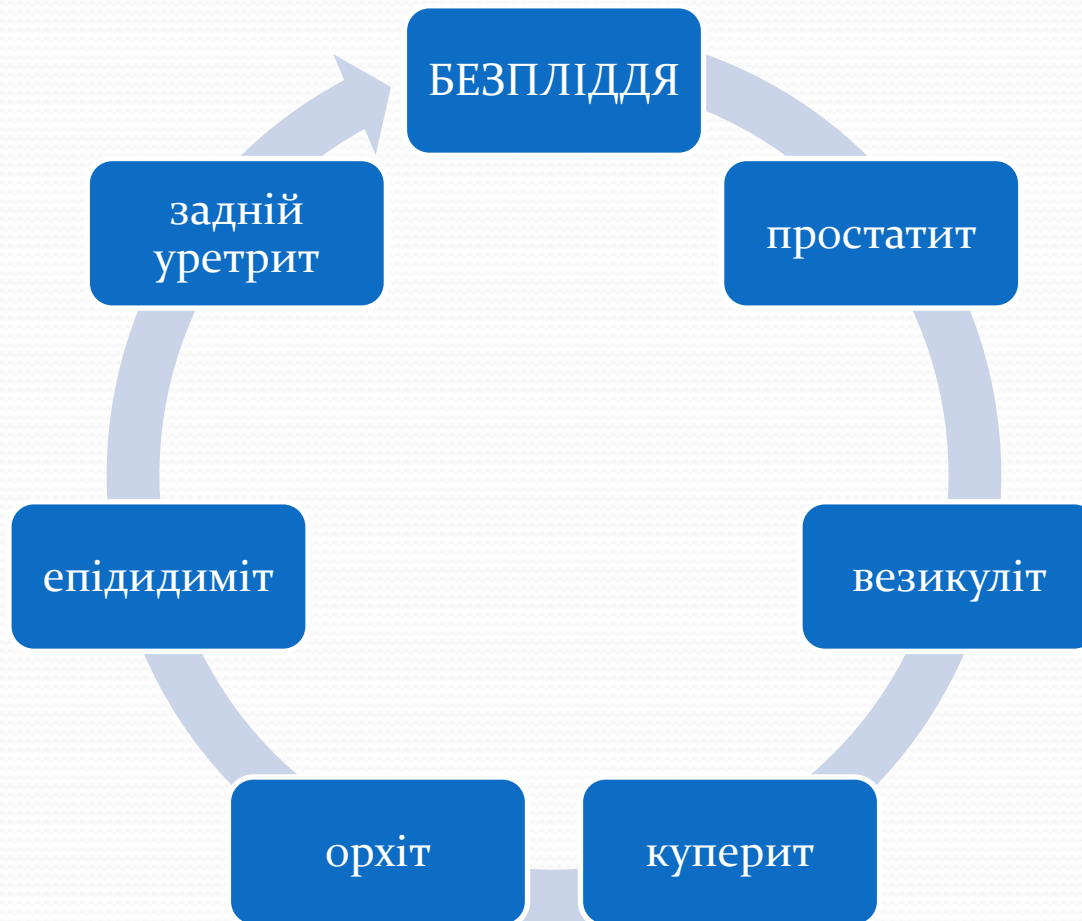 БЕЗПЛІДДЯ
простатит
везикуліт
куперит
орхіт
епідидиміт
задній
уретрит